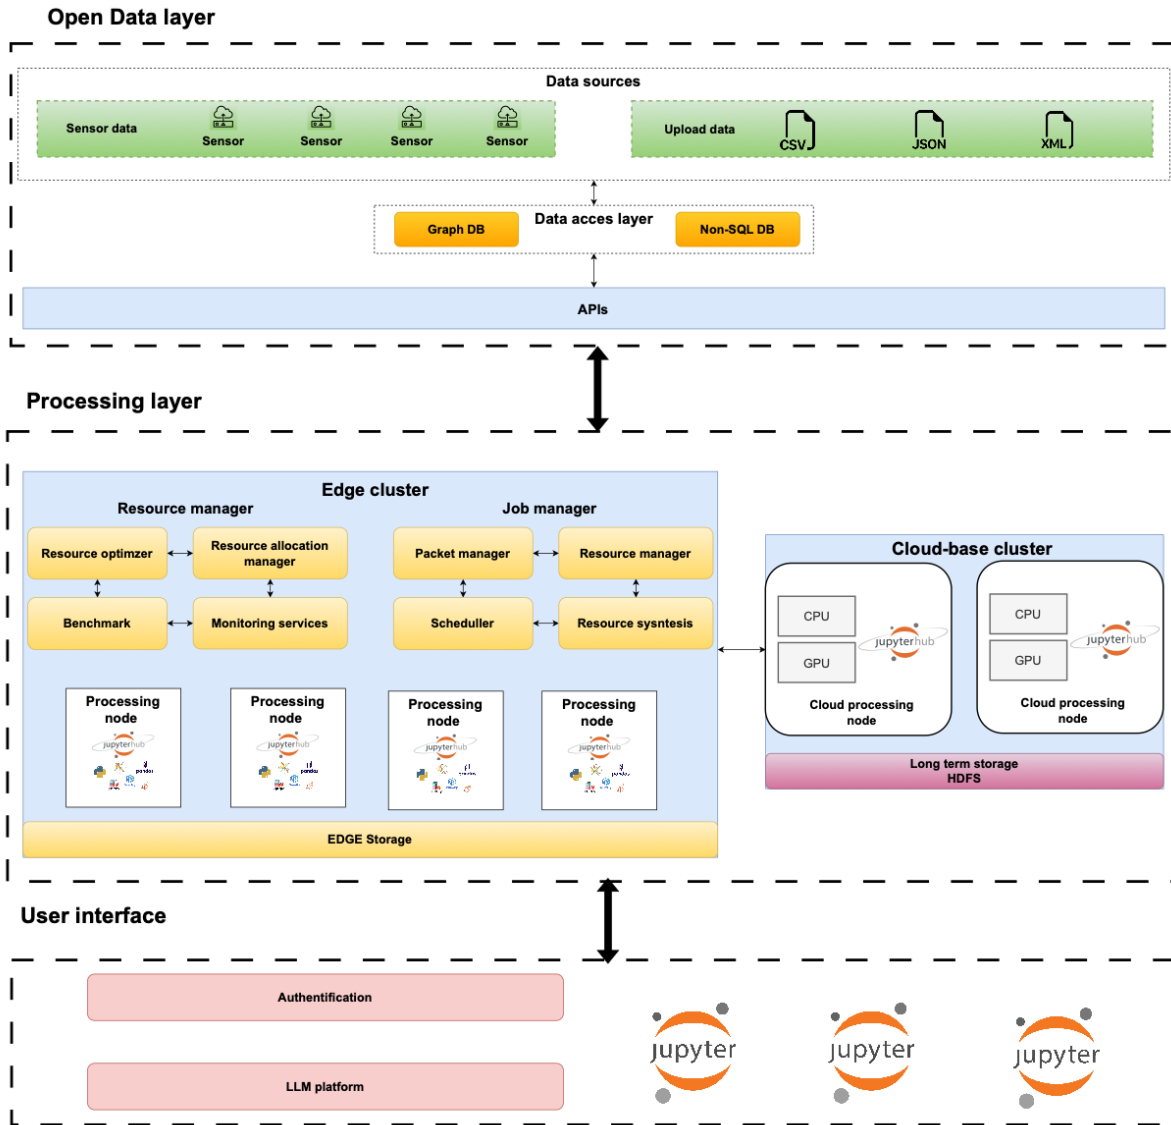 Open Data layer
Data sources
Sensor data
Sensor
Sensor
Sensor
Sensor
Upload data
CSV
JSON
XML
Graph DB
Data acces layer
Non-SQL DB
APIs
Processing layer
Edge cluster
Resource manager
Job manager
Resource optimzer
Resource allocation
manager
Packet manager
Resource manager
Benchmark
Monitoring services
Scheduller
Resource sysntesis
Cloud-base cluster
CPU
GPU
jupyterhub
Cloud processing
node
CPU
GPU
jupyterhub
Cloud processing
node
Long term storage
HDFS
Processing
node
jupyterhub
pandas
Processing
node
jupyterhub
pandas
Processing
node
jupyterhub
pandas
Processing
node
jupyterhub
pandas
EDGE Storage
User interface
Authentification
LLM platform
jupyter
jupyter
jupyter